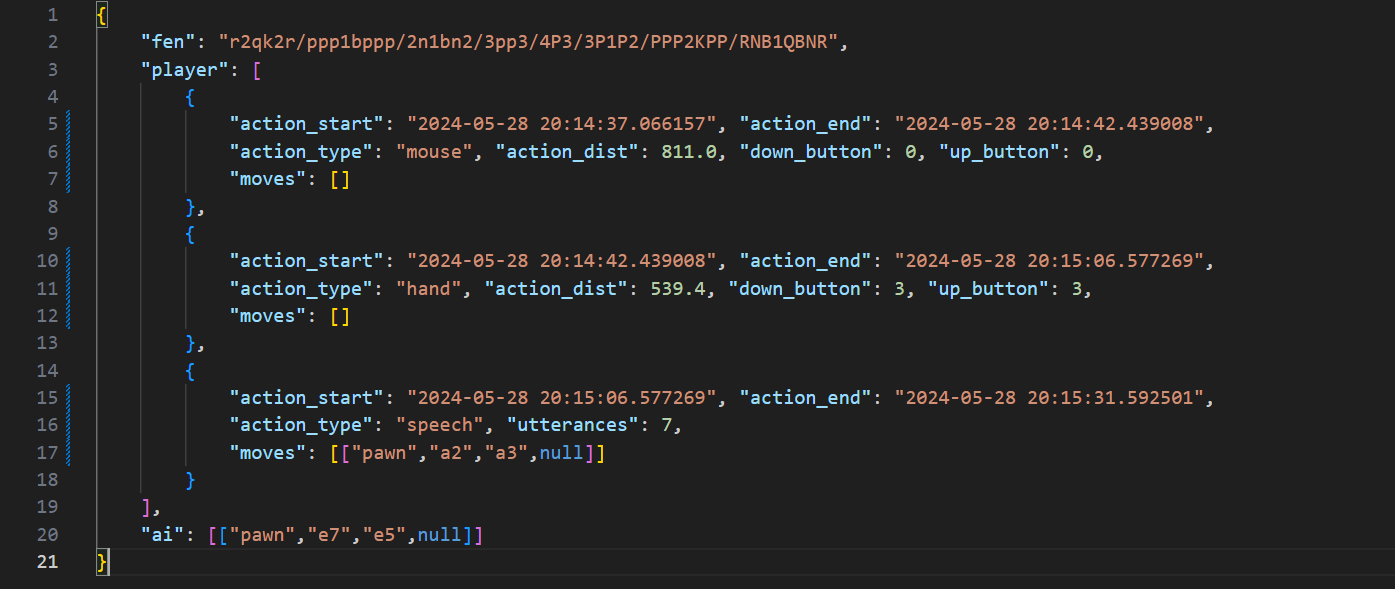 1 {
2 "fen": "r2qk2r/ppp1bppp/2n1bn2/3pp3/4P3/3P1P2/PPP2KPP/RNB1QBNR",
3 "player": [
4 {
5 "action_start": "2024-05-28 20:14:37.066157", "action_end": "2024-05-28 20:14:42.439008",
6 "action_type": "mouse", "action_dist": 811.0, "down_button": 0, "up_button": 0,
7 "moves": []
8 },
9 {
10 "action_start": "2024-05-28 20:14:42.439008", "action_end": "2024-05-28 20:15:06.577269",
11 "action_type": "hand", "action_dist": 539.4, "down_button": 3, "up_button": 3,
12 "moves": []
13 },
14 {
15 "action_start": "2024-05-28 20:15:06.577269", "action_end": "2024-05-28 20:15:31.592501",
16 "action_type": "speech", "utterances": 7,
17 "moves": [["pawn","a2","a3",null]]
18 }
19 ],
20 "ai": [["pawn","e7","e5",null]]
21 }